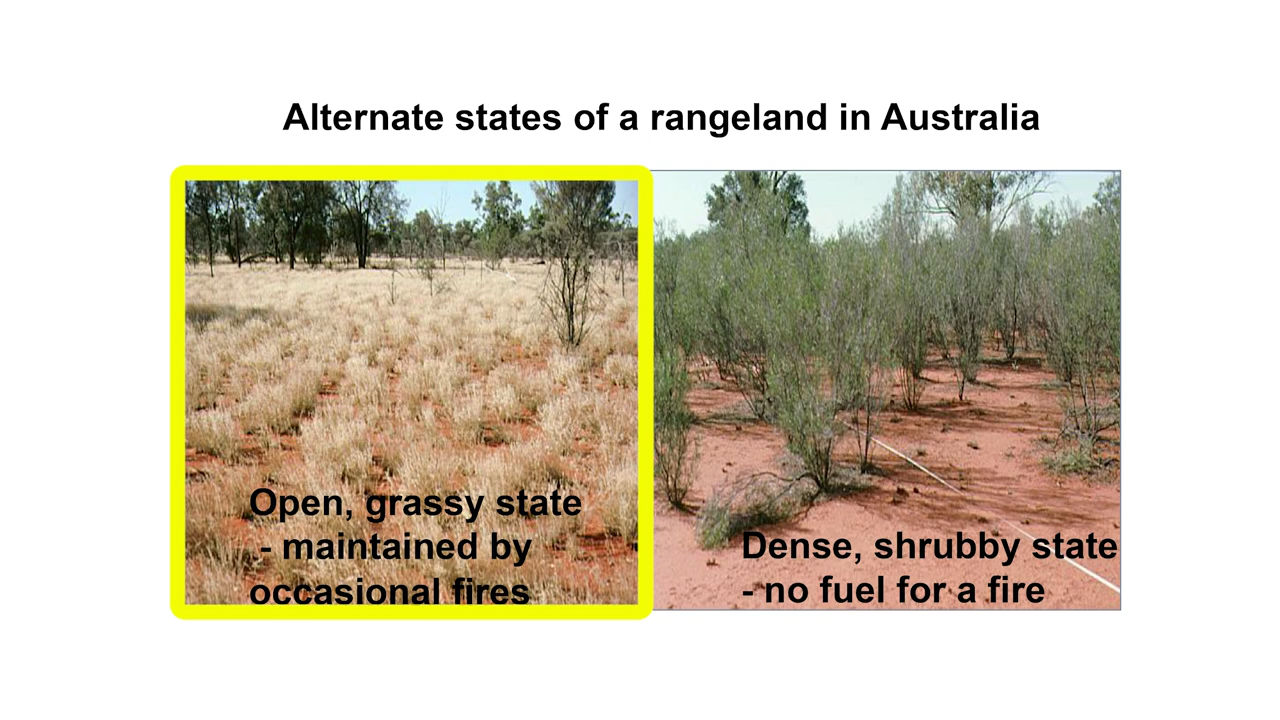 Alternate states of a rangeland in Australia
Open, grassy state
- maintained by
occasional fires
Dense, shrubby state
- no fuel for a fire